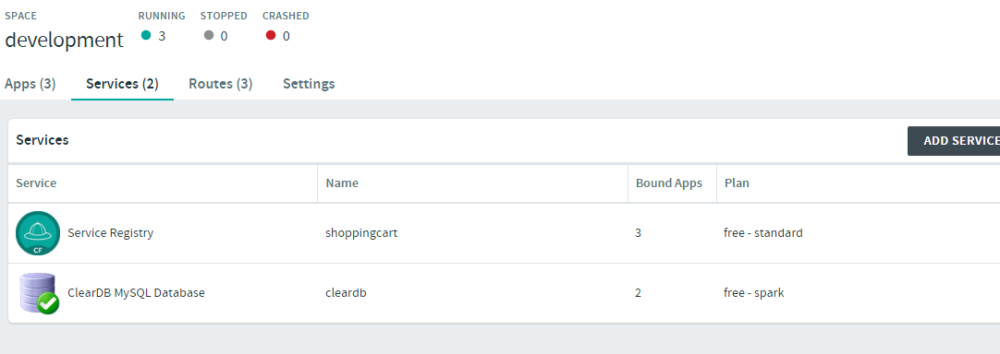 SPACE RUNNING STOPPED CRASHED
development 3 0 0
Apps (3) Services (2) Routes (3) Settings
Services ADD SERVICE
Service Name Bound Apps Plan
CF Service Registry shoppingcart 3 free - standard
ClearDB MySQL Database cleardb 2 free - spark